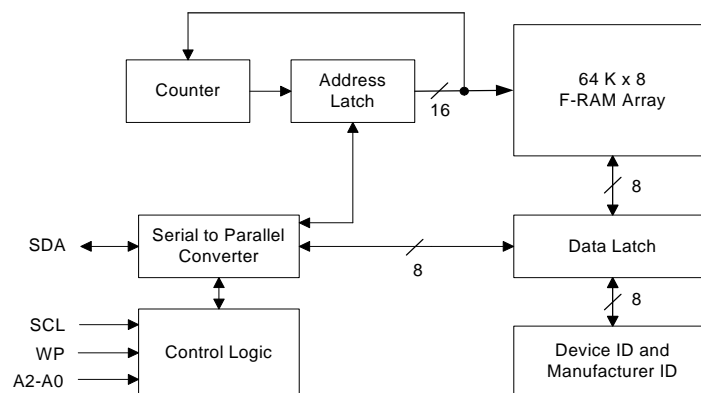 Counter
Address
Latch
16
64 K x 8
F-RAM Array
8
SDA
Serial to Parallel
Converter
8
Data Latch
8
SCL
WP
A2-A0
Control Logic
Device ID and
Manufacturer ID